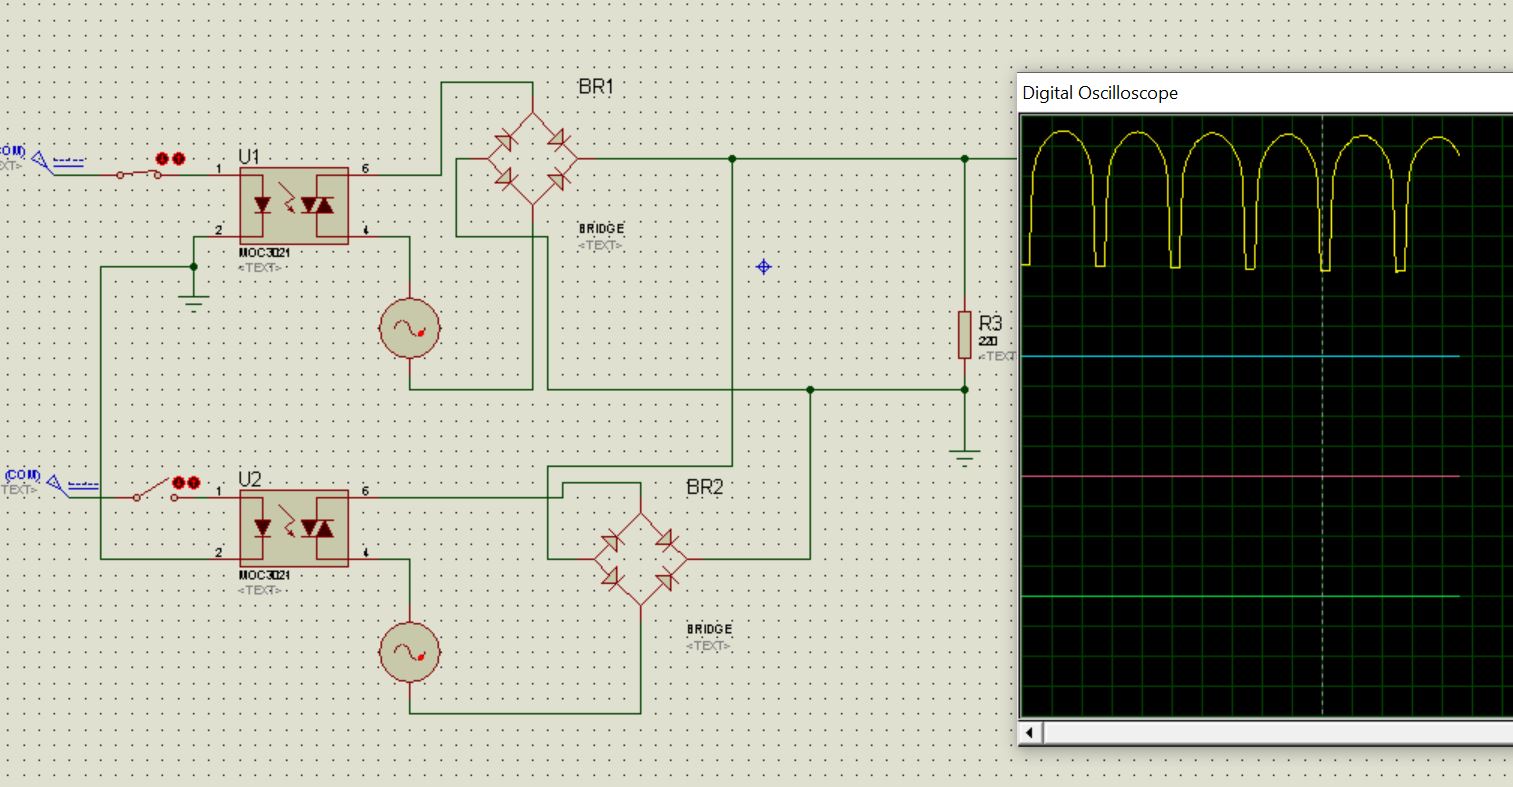 BR1
Digital Oscilloscope
COM)
U1
1
6
2
4
MOC3021
<TEXT>
BRIDGE
<TEXT>
R3
220
<TEXT
(COM)
TEXT>
U2
1
6
BR2
2
4
MOC3021
<TEXT>
BRIDGE
<TEXT>